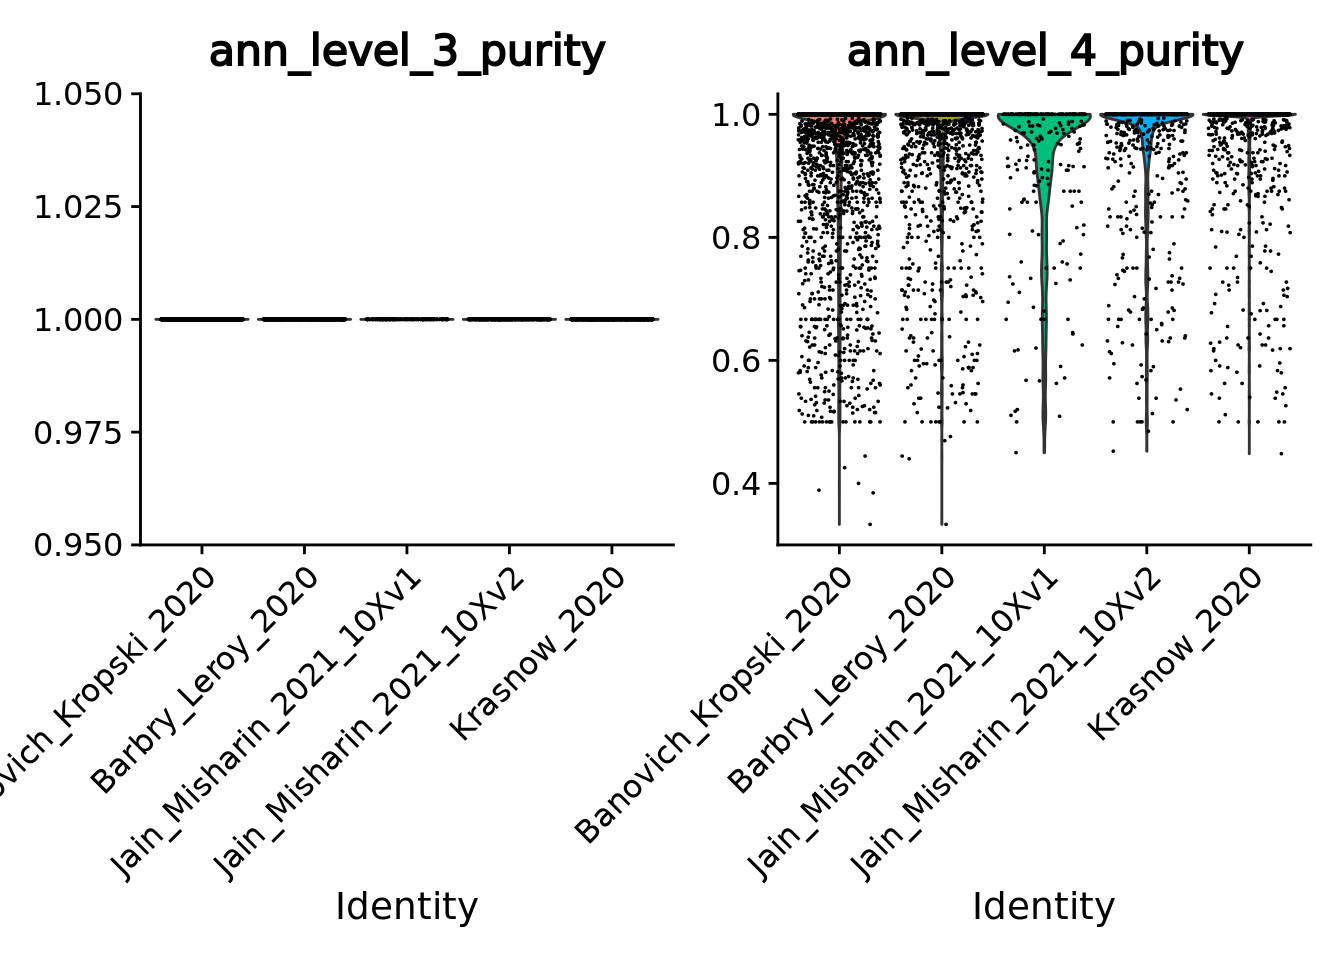 ann_level_3_purity
1.050
1.025
1.000
0.975
0.950
ovich_Kropski_2020
Barbry_Leroy_2020
Jain_Misharin_2021_10Xv1
Jain_Misharin_2021_10Xv2
Krasnow_2020
Identity
ann_level_4_purity
1.0
0.8
0.6
0.4
Banovich_Kropski_2020
Barbry_Leroy_2020
Jain_Misharin_2021_10Xv1
Jain_Misharin_2021_10Xv2
Krasnow_2020
Identity